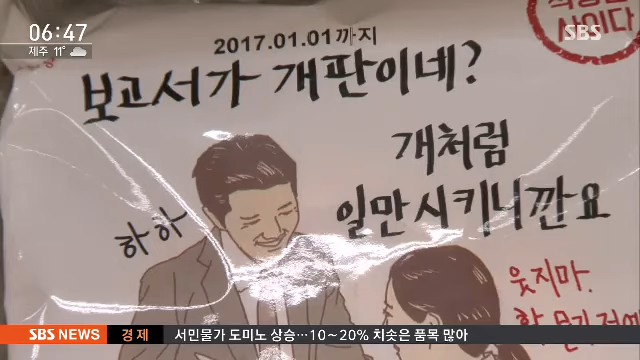 06:47
제주 11°
SBS
2017.01.01까지
사이다
보고서가 개판이네?
개처럼
일만시키니깐요
하하
웃지마.
SBS NEWS
경제
서민물가 도미노 상승…10~20% 치솟은 품목 많아